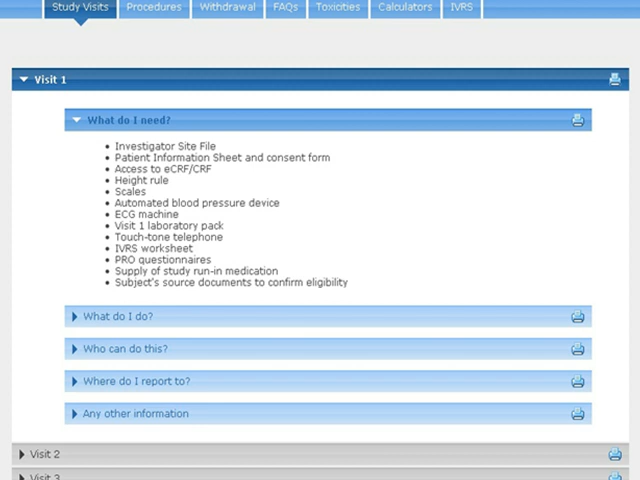 Study Visits Procedures Withdrawal FAQs Toxicities Calculators IVRS
Visit 1
What do I need?
Investigator Site File
Patient Information Sheet and consent form
Access to eCRF/CRF
Height rule
Scales
Automated blood pressure device
ECG machine
Visit 1 laboratory pack
Touch-tone telephone
IVRS worksheet
PRO questionnaires
Supply of study run-in medication
Subject's source documents to confirm eligibility
What do I do?
Who can do this?
Where do I report to?
Any other information
Visit 2
Visit 3